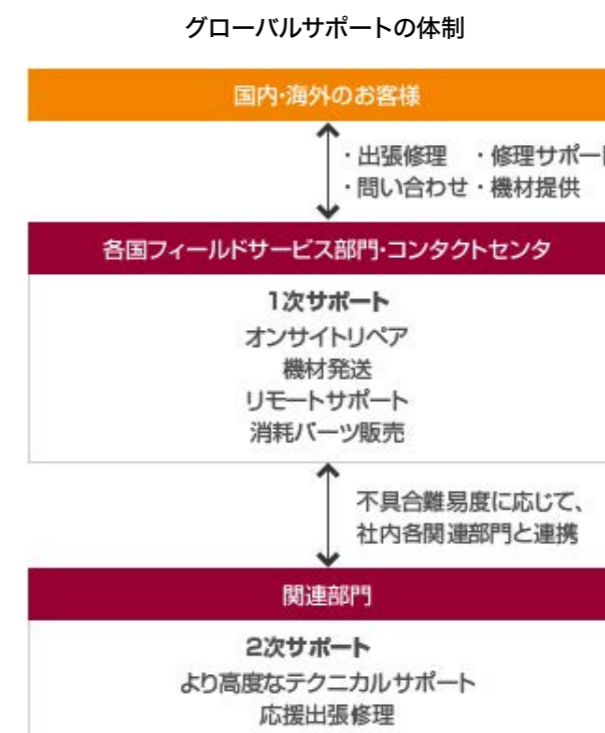 グローバルサポートの体制
国内・海外のお客様
・出張修理 ・修理サポー
・問い合わせ ・機材提供
各国フィールドサービス部門・コンタクトセンタ
1次サポート
オンサイトリペア
機材発送
リモートサポート
消耗パーツ販売
不具合難易度に応じて、
社内各関連部門と連携
関連部門
2次サポート
より高度なテクニカルサポート
応援出張修理